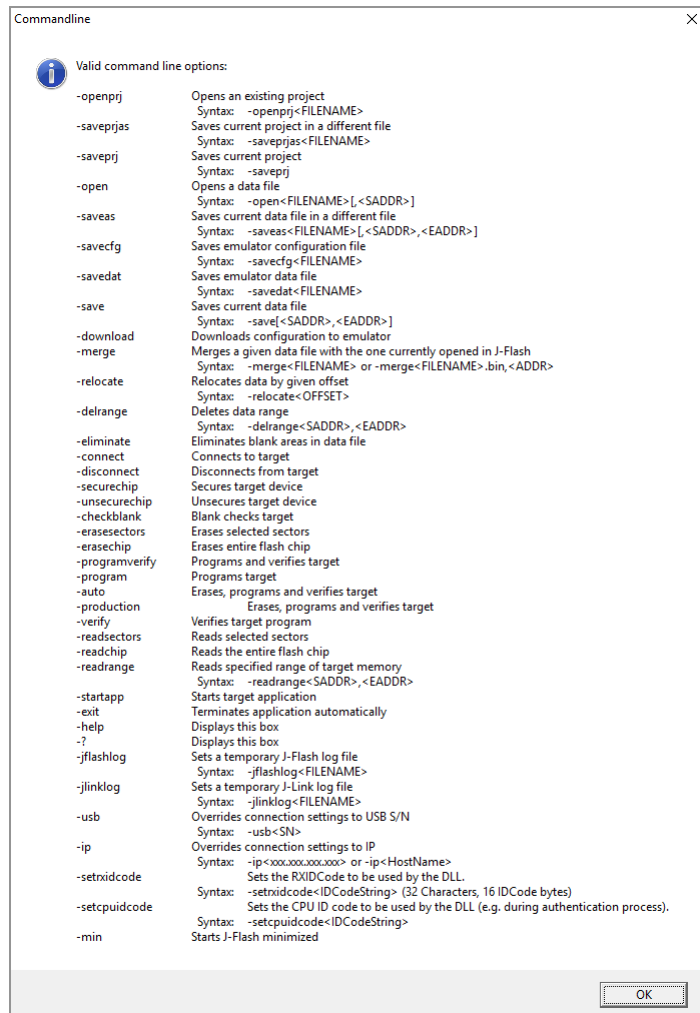 Commandline
Valid command line options:
-openprj Opens an existing project
Syntax: -openprj<FILENAME>
-saveprjas Saves current project in a different file
Syntax: -saveprjas<FILENAME>
-saveprj Saves current project
Syntax: -saveprj
-open Opens a data file
Syntax: -open<FILENAME>[,<SADDR>]
-saveas Saves current data file in a different file
Syntax: -saveas<FILENAME>[,<SADDR>,<EADDR>]
-savecfg Saves emulator configuration file
Syntax: -savecfg<FILENAME>
-savedat Saves emulator data file
Syntax: -savedat<FILENAME>
-save Saves current data file
Syntax: -save[<SADDR>,<EADDR>]
-download Downloads configuration to emulator
-merge Merges a given data file with the one currently opened in J-Flash
Syntax: -merge<FILENAME> or -merge<FILENAME>.bin,<ADDR>
-relocate Relocates data by given offset
Syntax: -relocate<OFFSET>
-delrange Deletes data range
Syntax: -delrange<SADDR>,<EADDR>
-eliminate Eliminates blank areas in data file
-connect Connects to target
-disconnect Disconnects from target
-securechip Secures target device
-unsecurechip Unsecures target device
-checkblank Blank checks target
-erasesectors Erases selected sectors
-erasechip Erases entire flash chip
-programverify Programs and verifies target
-program Programs target
-auto Erases, programs and verifies target
-production Erases, programs and verifies target
-verify Verifies target program
-readsectors Reads selected sectors
-readchip Reads the entire flash chip
-readrange Reads specified range of target memory
Syntax: -readrange<SADDR>,<EADDR>
-startapp Starts target application
-exit Terminates application automatically
-help Displays this box
-? Displays this box
-jflashlog Sets a temporary J-Flash log file
Syntax: -jflashlog<FILENAME>
-jlinklog Sets a temporary J-Link log file
Syntax: -jlinklog<FILENAME>
-usb Overrides connection settings to USB S/N
Syntax: -usb<SN>
-ip Overrides connection settings to IP
Syntax: -ip<xxx.xxx.xxx.xxx> or -ip<HostName>
-setrxidcode Sets the RXIDCode to be used by the DLL.
Syntax: -setrxidcode<IDCodeString> (32 Characters, 16 IDCode bytes)
-setcpuidcode Sets the CPU ID code to be used by the DLL (e.g. during authentication process).
Syntax: -setcpuidcode<IDCodeString>
-min Starts J-Flash minimized
OK